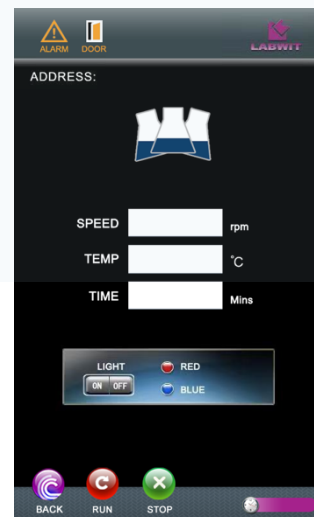 ALARM DOOR LABWIT
ADDRESS:
SPEED rpm
TEMP °C
TIME Mins
LIGHT RED
ON OFF BLUE
BACK RUN STOP